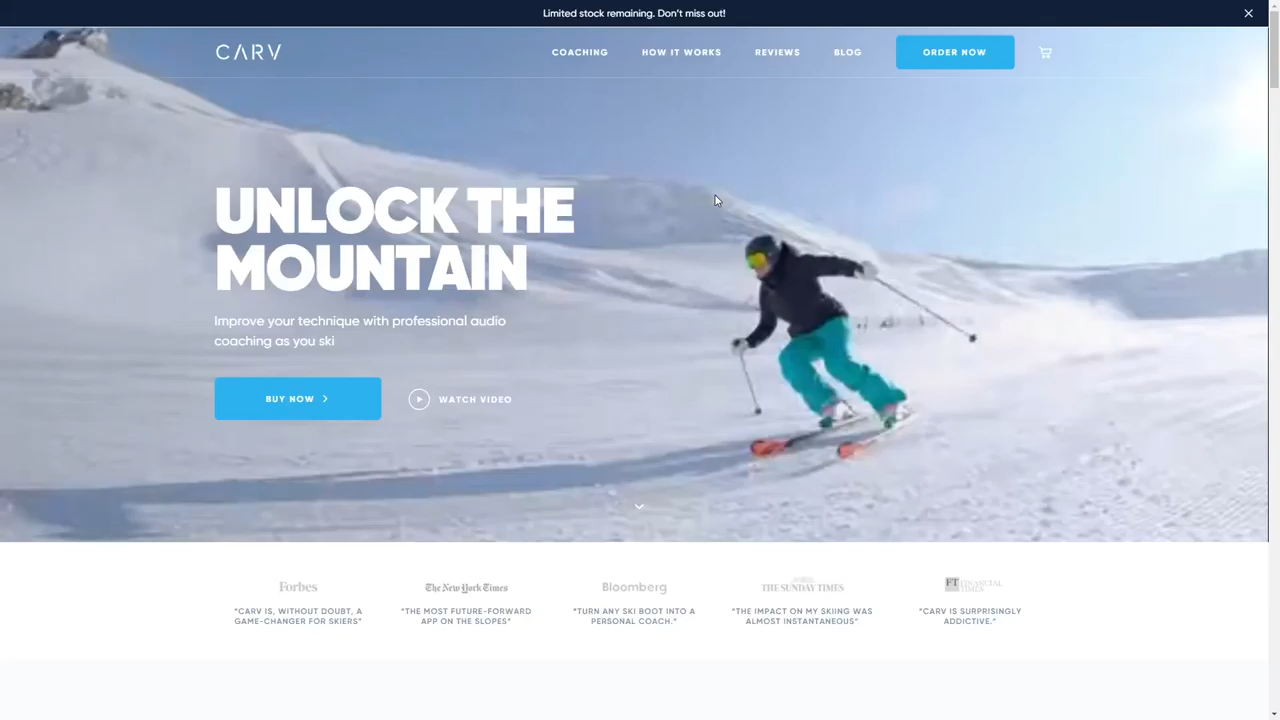 Limited stock remaining. Don't miss out!
CARV
COACHING
HOW IT WORKS
REVIEWS
BLOG
ORDER NOW
UNLOCK THE
MOUNTAIN
Improve your technique with professional audio
coaching as you ski
BUY NOW
WATCH VIDEO
Forbes
The New York Times
Bloomberg
THE SUNDAY TIMES
FT FINANCIAL
TIMES
"CARV IS, WITHOUT DOUBT, A
GAME-CHANGER FOR SKIERS"
"THE MOST FUTURE-FORWARD
APP ON THE SLOPES"
"TURN ANY SKI BOOT INTO A
PERSONAL COACH."
"THE IMPACT ON MY SKIING WAS
ALMOST INSTANTANEOUS"
"CARV IS SURPRISINGLY
ADDICTIVE."